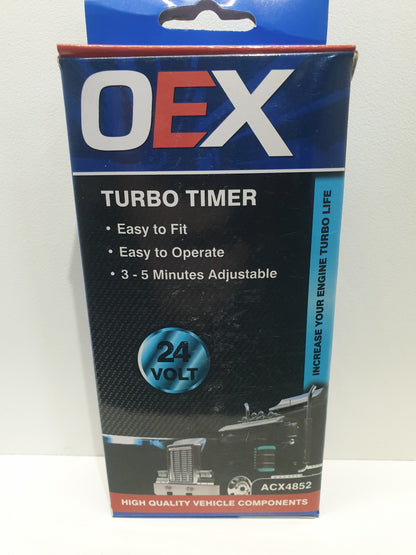 OEX
TURBO TIMER
• Easy to Fit
• Easy to Operate
• 3 - 5 Minutes Adjustable
INCREASE YOUR ENGINE TURBO LIFE
24
VOLT
ACX4852
HIGH QUALITY VEHICLE COMPONENTS